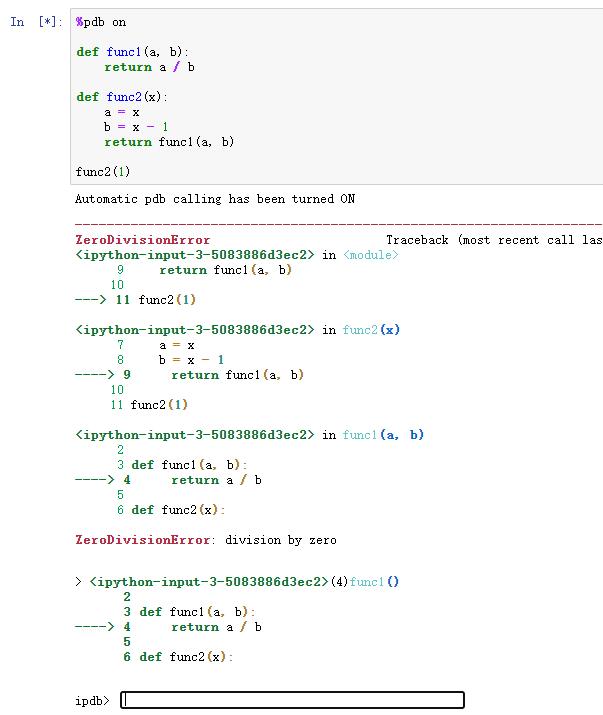 In [*]: %pdb on
def func1(a, b):
    return a / b
def func2(x):
    a = x
    b = x - 1
    return func1(a, b)
func2(1)
Automatic pdb calling has been turned ON
---------------------------------------------------------------------------
ZeroDivisionError Traceback (most recent call las
<ipython-input-3-5083886d3ec2> in <module>
9     return func1(a, b)
10
---> 11 func2(1)
<ipython-input-3-5083886d3ec2> in func2(x)
7     a = x
8     b = x - 1
----> 9     return func1(a, b)
10
11 func2(1)
<ipython-input-3-5083886d3ec2> in func1(a, b)
2
3 def func1(a, b):
----> 4     return a / b
5
6 def func2(x):
ZeroDivisionError: division by zero
> <ipython-input-3-5083886d3ec2>(4)func1()
2
3 def func1(a, b):
----> 4     return a / b
5
6 def func2(x):
ipdb>